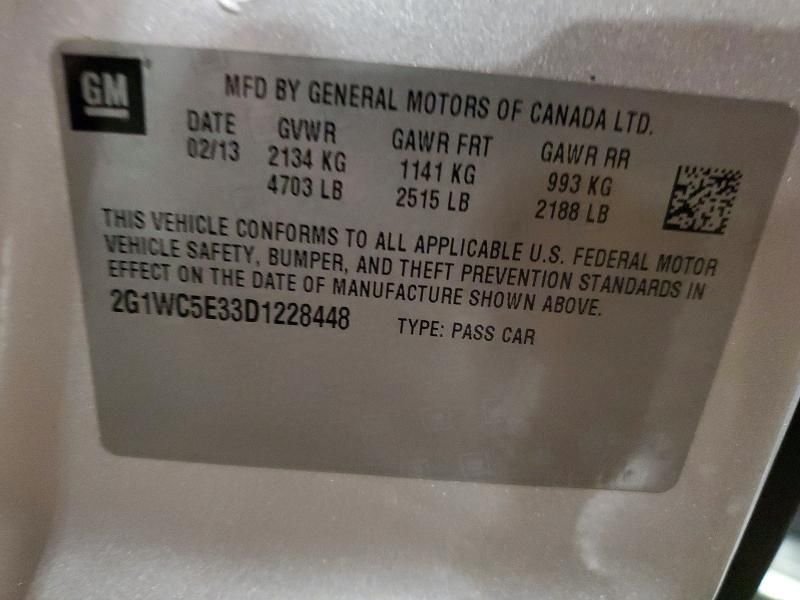 GM
MFD BY GENERAL MOTORS OF CANADA LTD.
DATE GVWR GAWR FRT GAWR RR
02/13 2134 KG 1141 KG 993 KG
4703 LB 2515 LB 2188 LB
THIS VEHICLE CONFORMS TO ALL APPLICABLE U.S. FEDERAL MOTOR
VEHICLE SAFETY, BUMPER, AND THEFT PREVENTION STANDARDS IN
EFFECT ON THE DATE OF MANUFACTURE SHOWN ABOVE.
2G1WC5E33D1228448 TYPE: PASS CAR